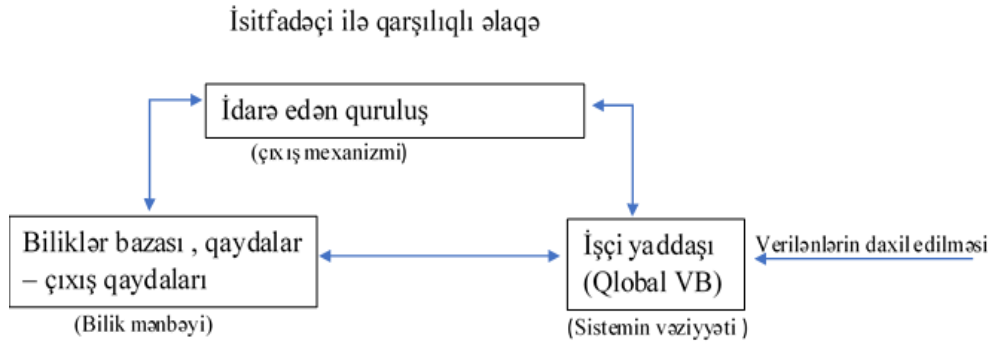 İsitfadəçi ilə qarşılıqlı əlaqə
İdarə edən quruluş
(çıxış mexanizmi)
Biliklər bazası , qaydalar
– çıxış qaydaları
(Bilik mənbəyi)
İşçi yaddaşı
(Qlobal VB)
(Sistemin vəziyyəti )
Verilənlərin daxil edilməsi